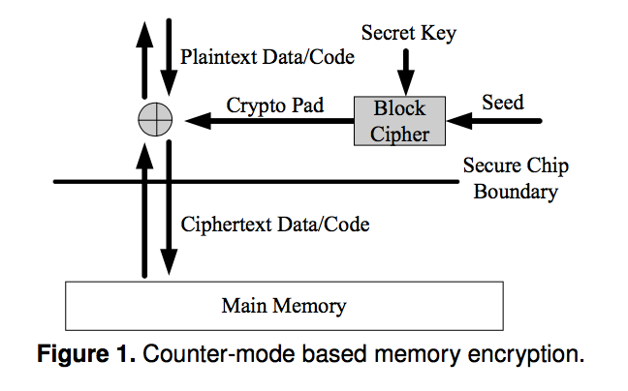 Secret Key
Plaintext Data/Code
Crypto Pad
Block
Cipher
Seed
Secure Chip
Boundary
Ciphertext Data/Code
Main Memory
Figure 1. Counter-mode based memory encryption.